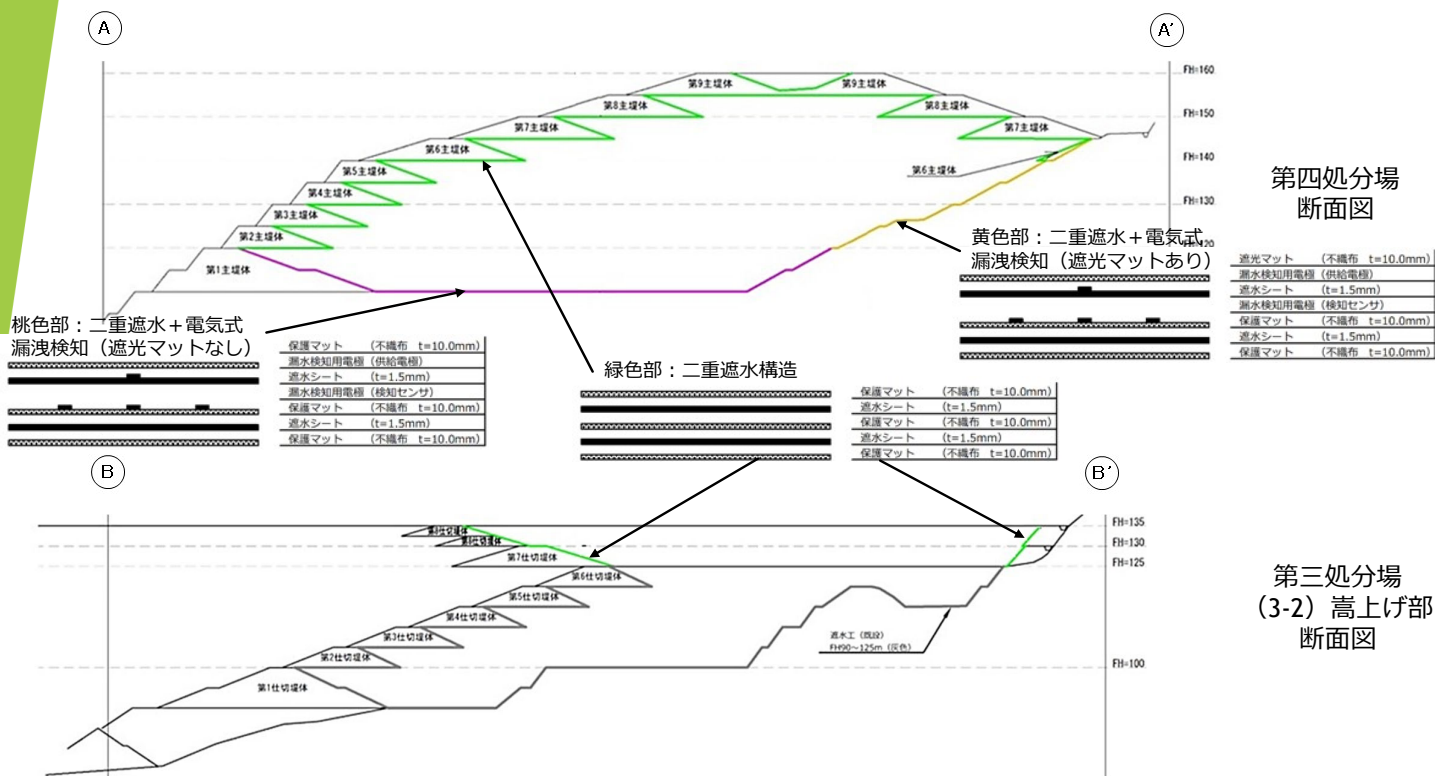 A
A'
FH=160
第9主堤体
第9主堤体
第8主堤体
第8主堤体
FH=150
第7主堤体
第7主堤体
第6主堤体
FH=140
第5主堤体
第6主堤体
第4主堤体
FH=130
第3主堤体
第2主堤体
FH=120
第1主堤体
第四処分場
断面図
黄色部：二重遮水＋電気式
漏洩検知（遮光マットあり）
遮光マット （不織布 t=10.0mm）
漏水検知用電極（供給電極）
遮水シート （t=1.5mm）
漏水検知用電極（検知センサ）
保護マット （不織布 t=10.0mm）
遮水シート （t=1.5mm）
保護マット （不織布 t=10.0mm）
桃色部：二重遮水＋電気式
漏洩検知（遮光マットなし）
保護マット （不織布 t=10.0mm）
漏水検知用電極（供給電極）
遮水シート （t=1.5mm）
漏水検知用電極（検知センサ）
保護マット （不織布 t=10.0mm）
遮水シート （t=1.5mm）
保護マット （不織布 t=10.0mm）
緑色部：二重遮水構造
保護マット （不織布 t=10.0mm）
遮水シート （t=1.5mm）
保護マット （不織布 t=10.0mm）
遮水シート （t=1.5mm）
保護マット （不織布 t=10.0mm）
B
B'
FH=135
FH=130
第7仕切堤体
FH=125
第6仕切堤体
第5仕切堤体
第4仕切堤体
第3仕切堤体
第2仕切堤体
FH=100
第1仕切堤体
遮水工（既設）
FH90～125m（灰色）
第三処分場
（3-2）嵩上げ部
断面図